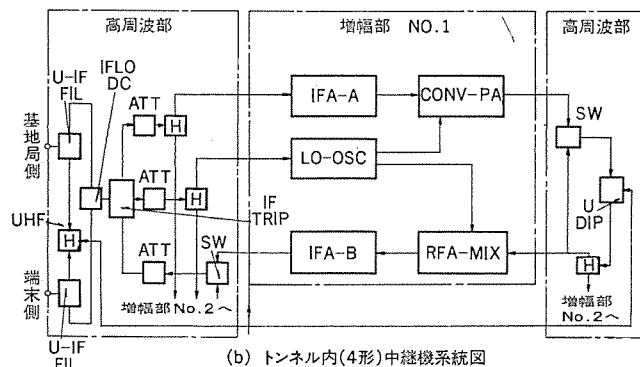 高周波部
増幅部 NO.1
高周波部
U-IF
FIL
IFLO
DC
ATT
H
IFA-A
CONV-PA
SW
基地局側
ATT
H
LO-OSC
U
DIP
UHF
H
IF
TRIP
ATT
SW
IFA-B
RFA-MIX
H
端末側
増幅部 No.2へ
増幅部
No.2へ
U-IF
FIL
(b) トンネル内(4形)中継機系統図